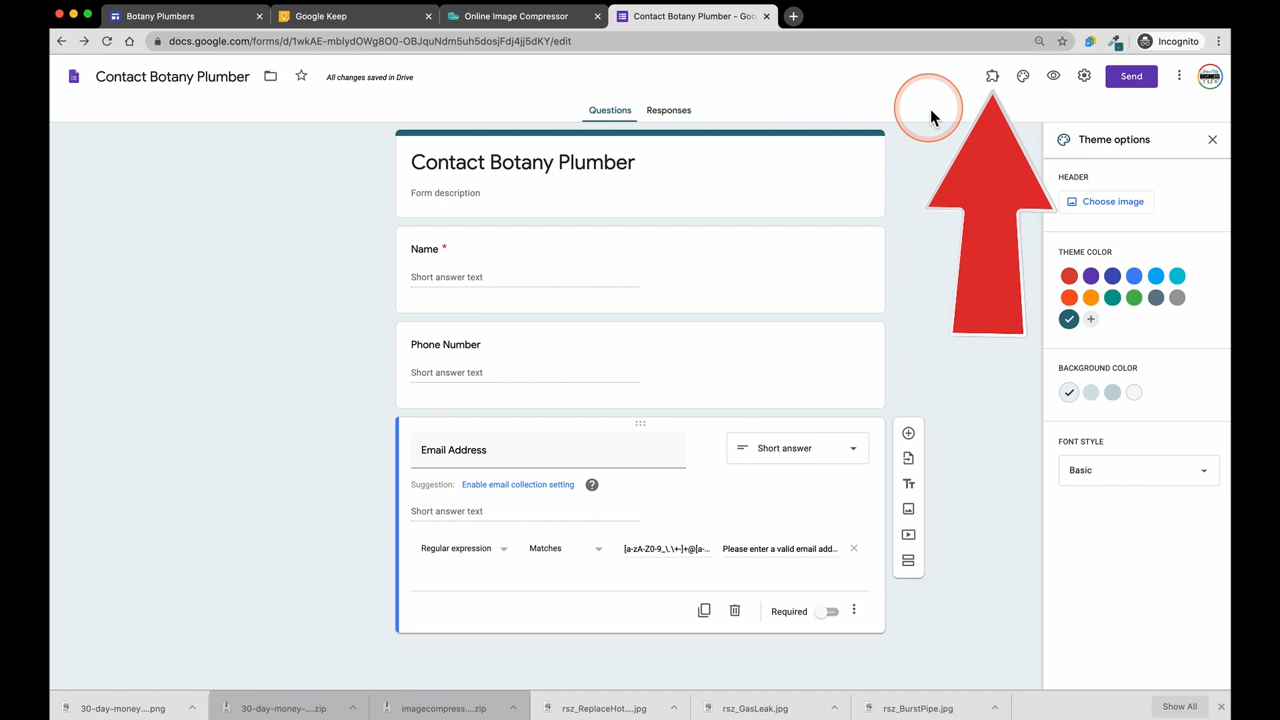 Botany Plumbers
Google Keep
Online Image Compressor
Contact Botany Plumber - Goo
docs.google.com/forms/d/1wkAE-mblydOWg8O0-OBJquNdm5uh5dosjFdj4jj5dKY/edit
Incognito
Contact Botany Plumber
All changes saved in Drive
Send
Questions
Responses
Contact Botany Plumber
Form description
Name *
Short answer text
Phone Number
Short answer text
Email Address
Short answer
Suggestion: Enable email collection setting
Short answer text
Regular expression
Matches
[a-zA-Z0-9_\.\+-]+@[a-...
Please enter a valid email add...
Required
Theme options
HEADER
Choose image
THEME COLOR
BACKGROUND COLOR
FONT STYLE
Basic
30-day-money....png
30-day-money-....zip
imagecompress....zip
rsz_ReplaceHot....jpg
rsz_GasLeak.jpg
rsz_BurstPipe.jpg
Show All